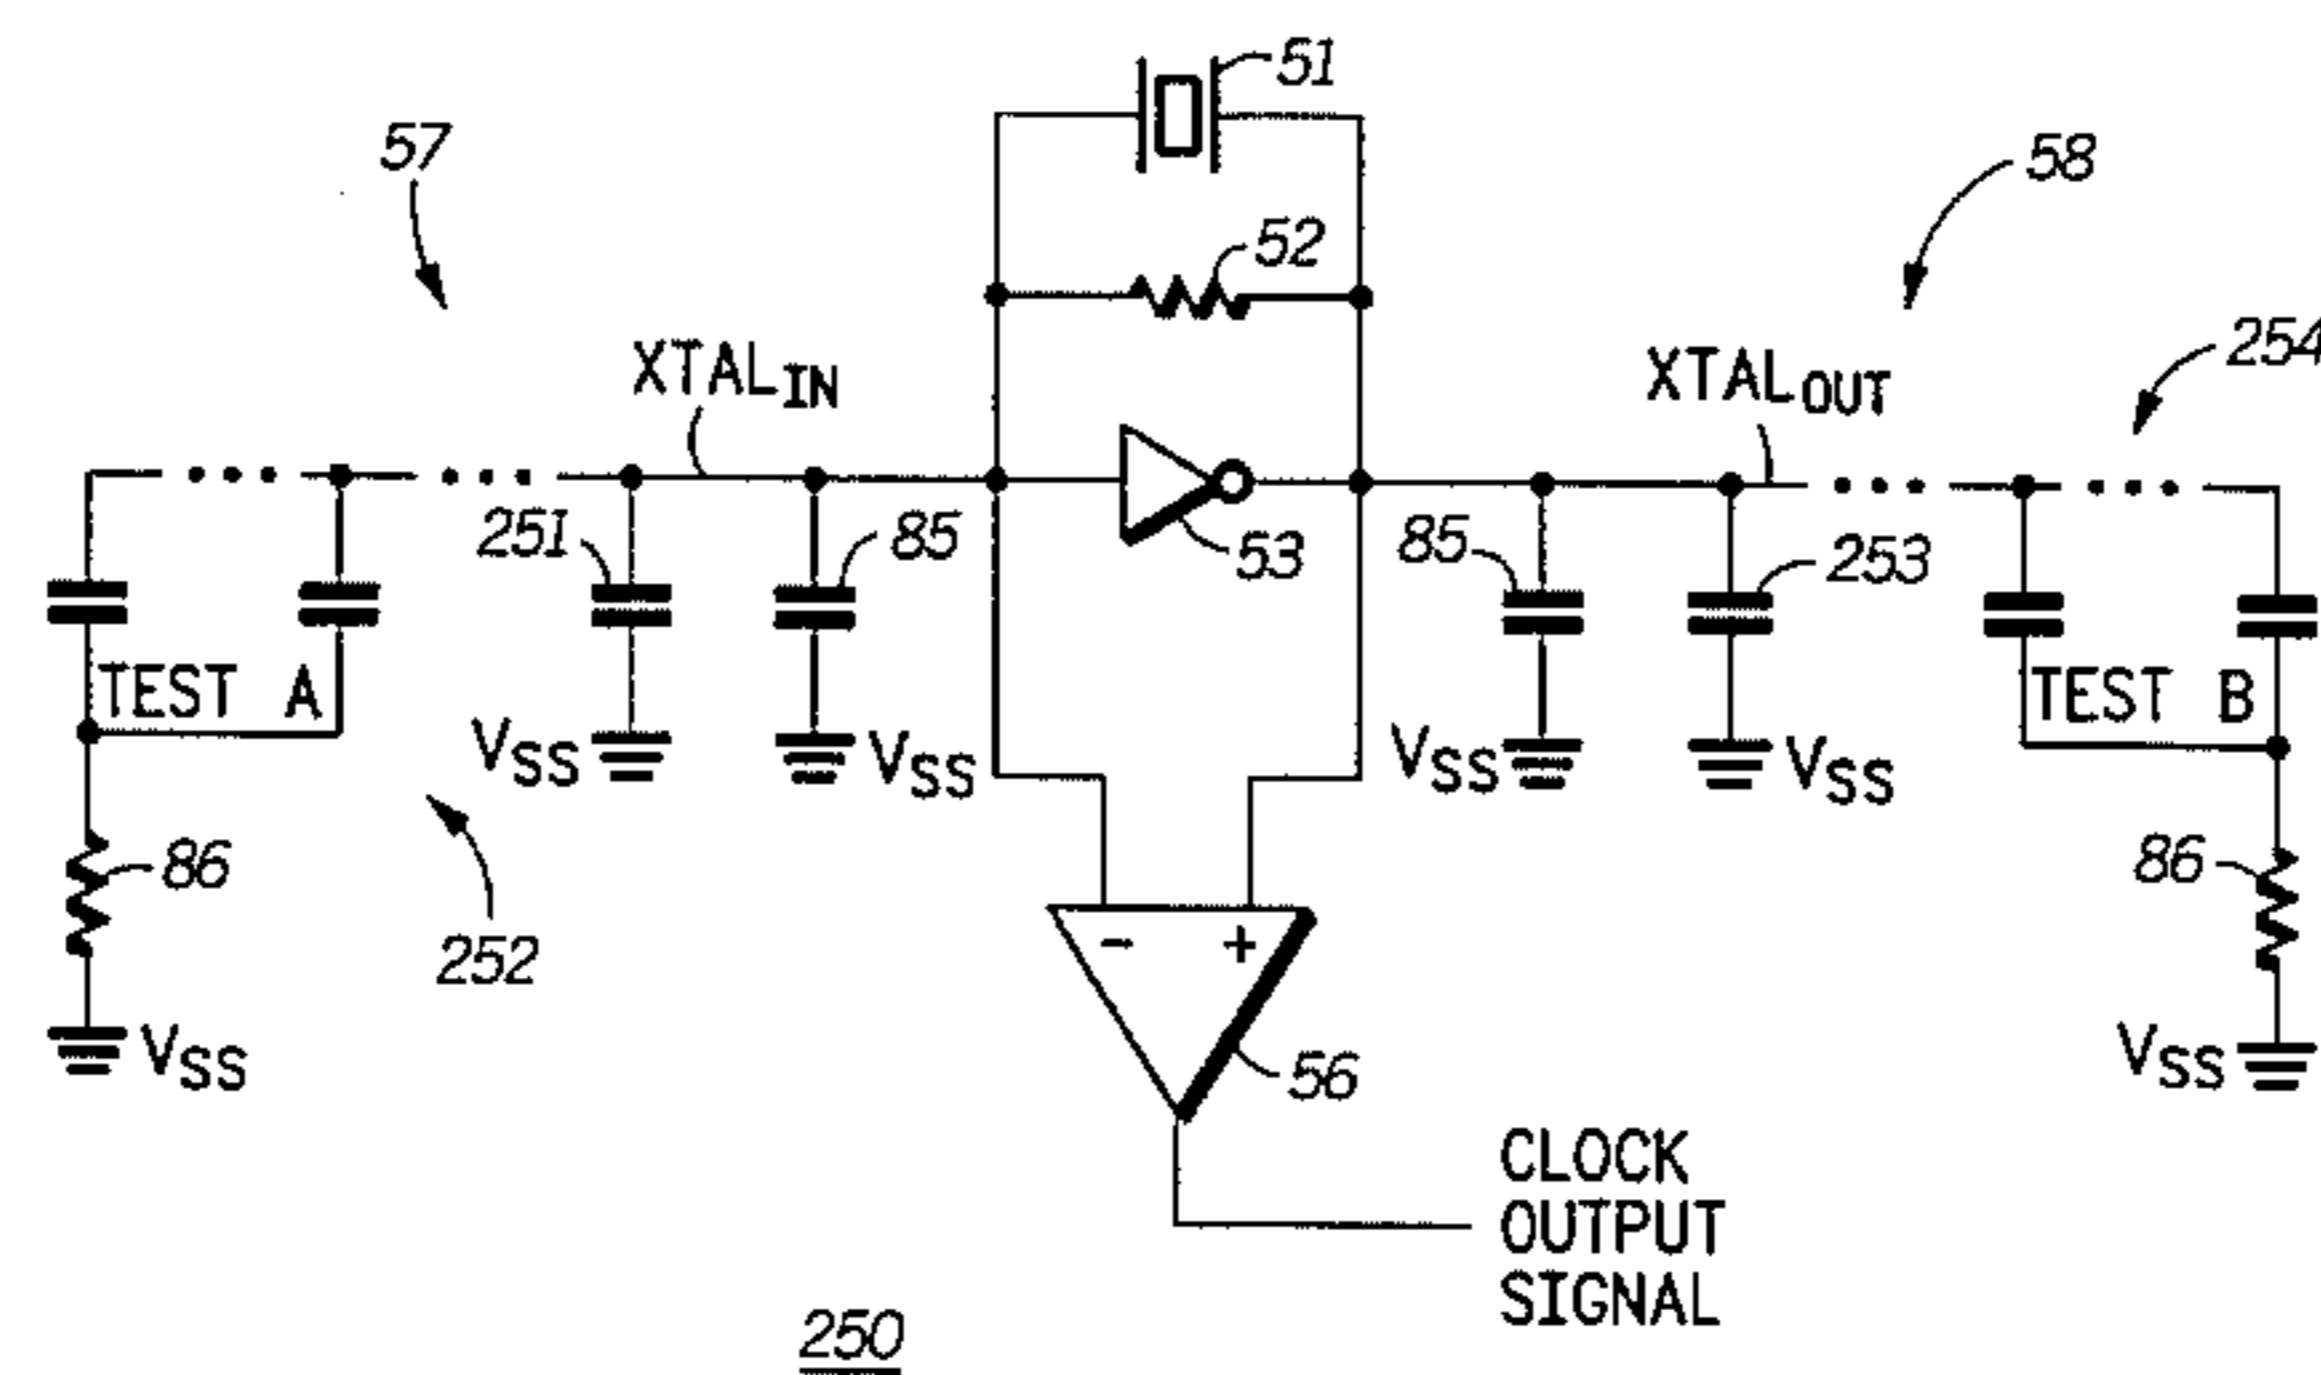 51
57
58
52
254
XTALIN
XTALOUT
251
85
53
85
253
TEST A
TEST B
VSS
VSS
VSS
VSS
86
86
252
- +
VSS
VSS
56
CLOCK
OUTPUT
SIGNAL
250